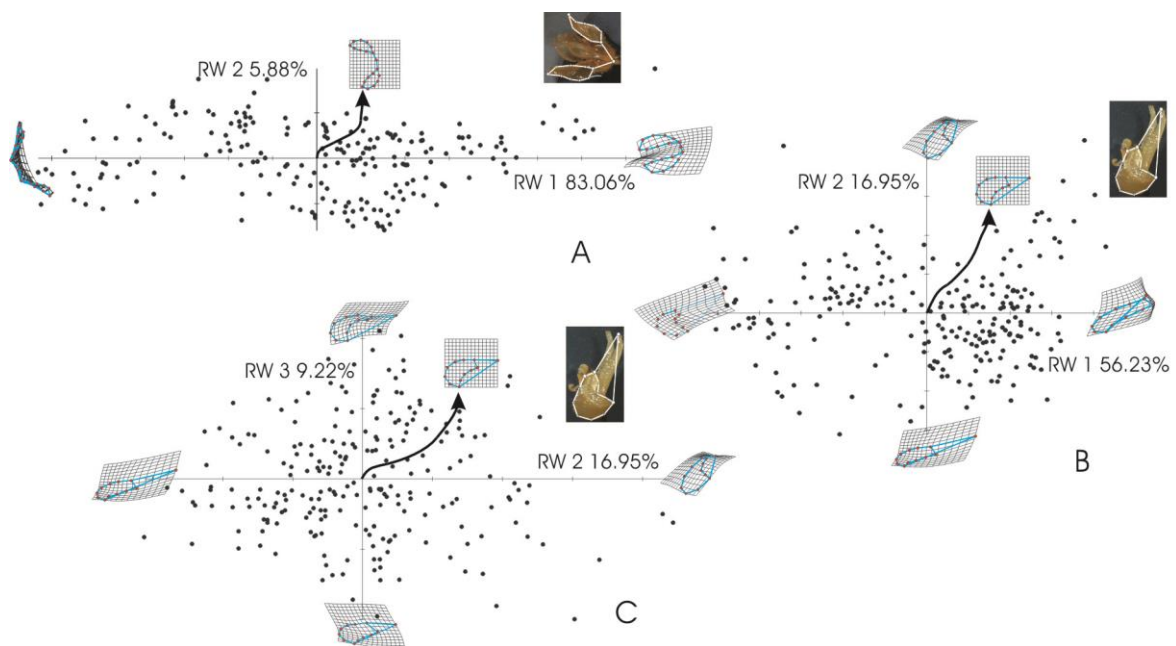 RW 2 5.88%
RW 1 83.06%
A
RW 2 16.95%
RW 1 56.23%
B
RW 3 9.22%
RW 2 16.95%
C